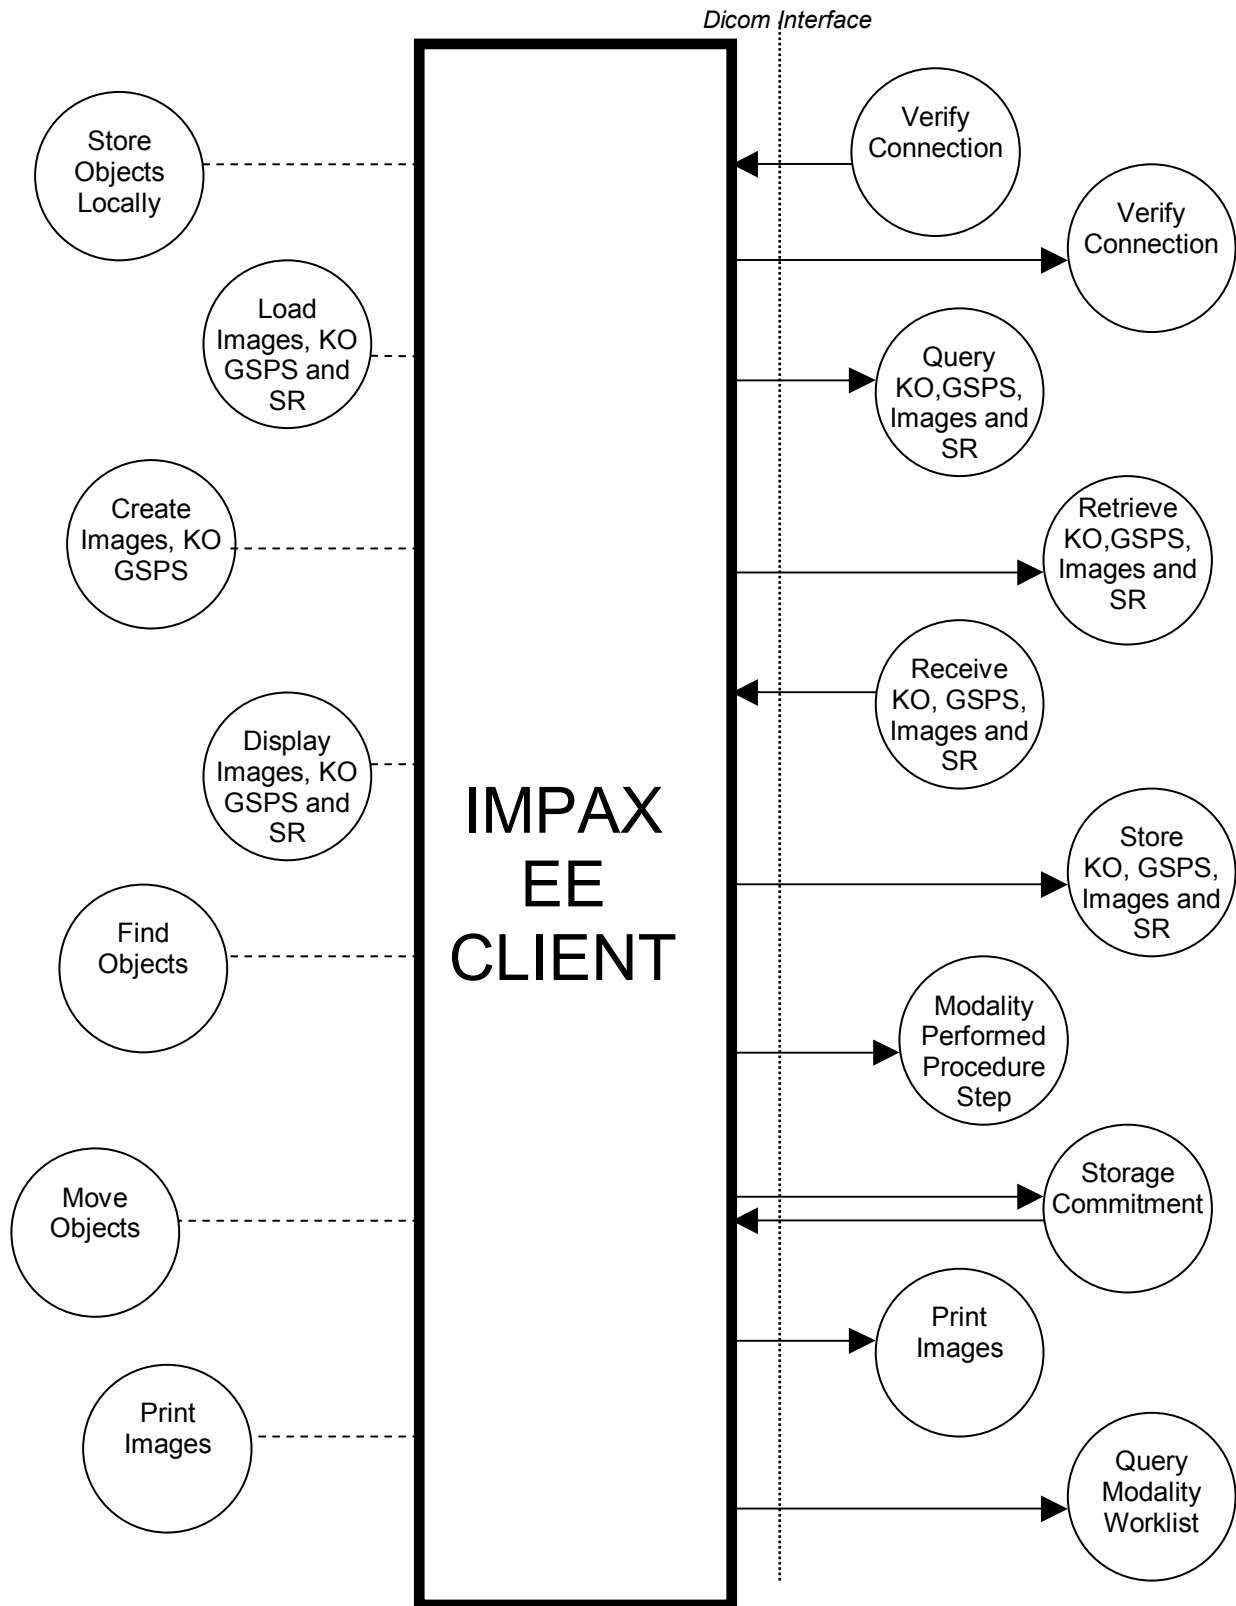 Dicom Interface
Store
Objects
Locally
Verify
Connection
Verify
Connection
Load
Images, KO
GSPS and
SR
Query
KO,GSPS,
Images and
SR
Create
Images, KO
GSPS
Retrieve
KO,GSPS,
Images and
SR
Receive
KO, GSPS,
Images and
SR
Display
Images, KO
GSPS and
SR
IMPAX
EE
CLIENT
Store
KO, GSPS,
Images and
SR
Find
Objects
Modality
Performed
Procedure
Step
Move
Objects
Storage
Commitment
Print
Images
Print
Images
Query
Modality
Worklist